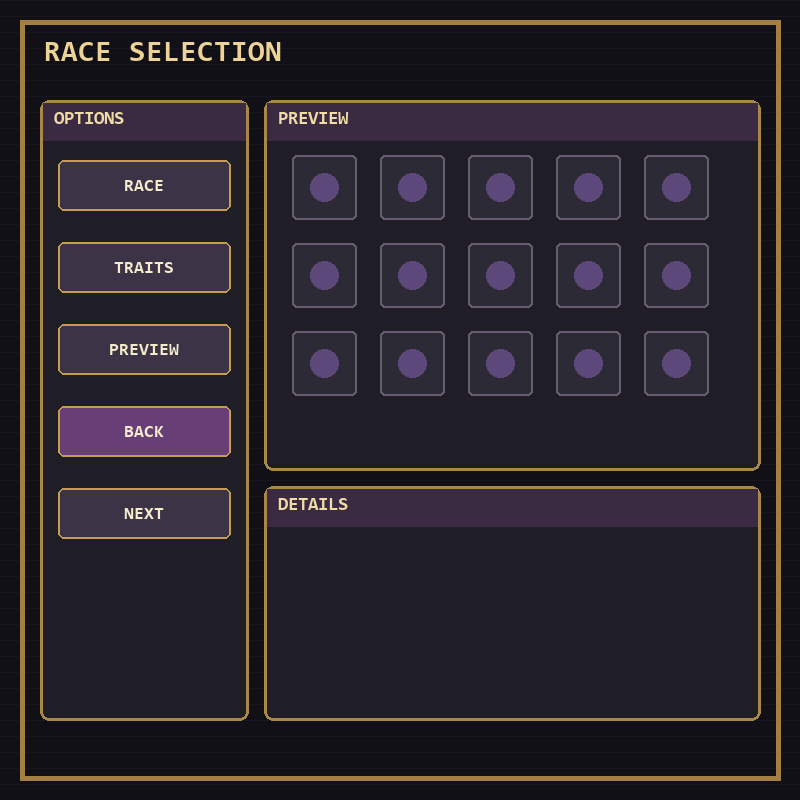 RACE SELECTION
OPTIONS
RACE
TRAITS
PREVIEW
BACK
NEXT
PREVIEW
DETAILS